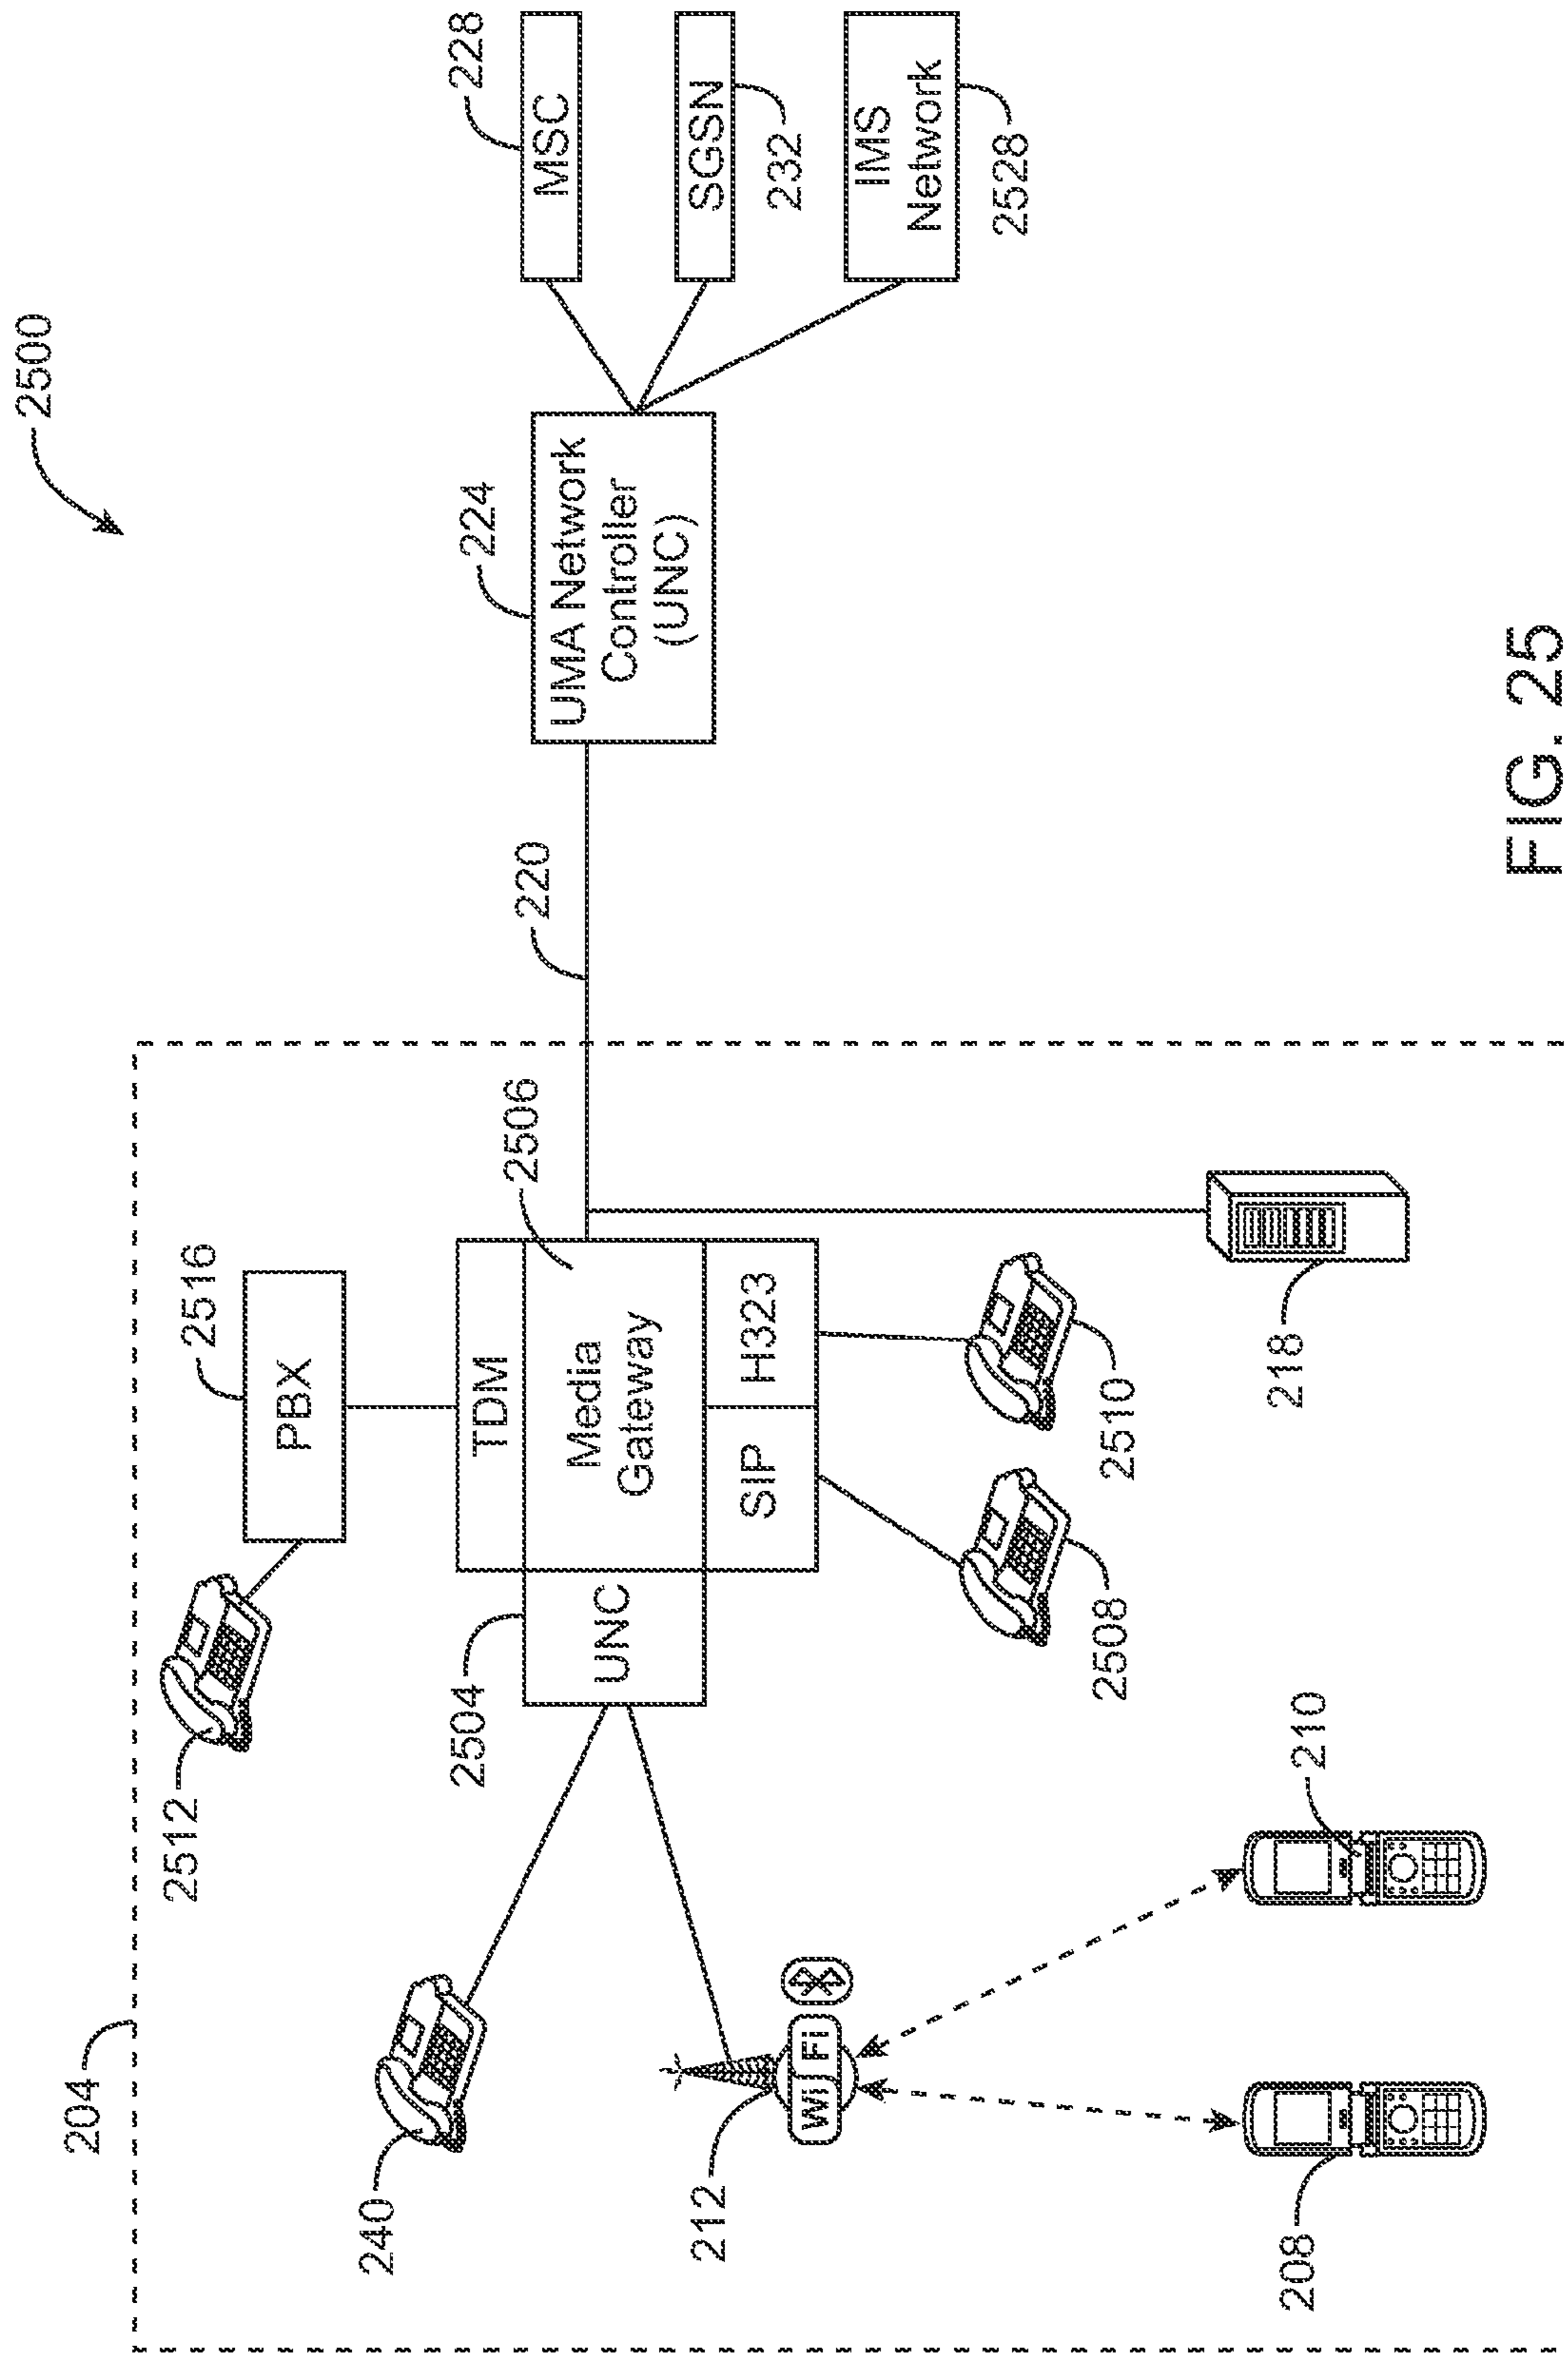 2500
204
2512
2516
PBX
240
2504
UNC
TDM
Media
Gateway
2506
SIP
H323
220
224
UMA Network
Controller
(UNC)
228
MSC
SGSN
232
IMS
Network
2528
212
Wi Fi
2508
2510
208
210
218
FIG. 25